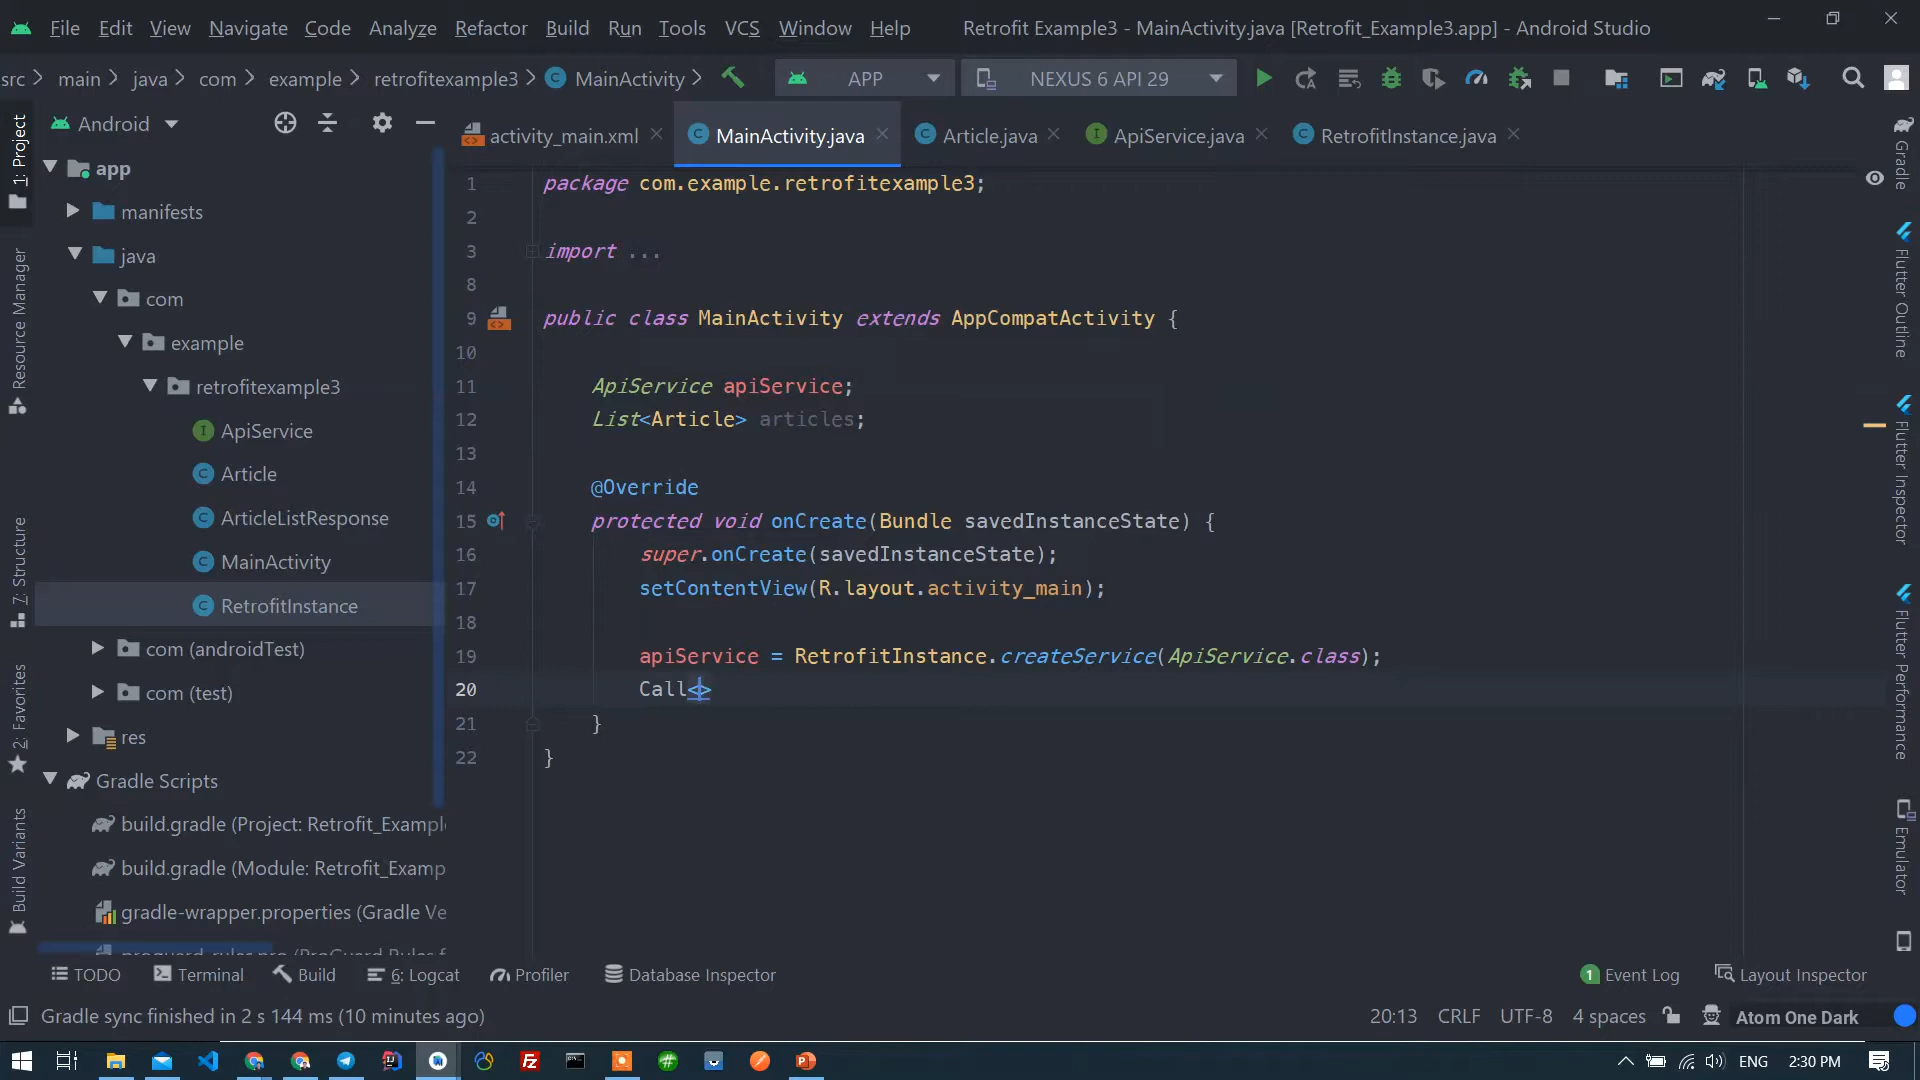 File Edit View Navigate Code Analyze Refactor Build Run Tools VCS Window Help Retrofit Example3 - MainActivity.java [Retrofit_Example3.app] - Android Studio
src main java com example retrofitexample3 MainActivity APP NEXUS 6 API 29
Android
activity_main.xml MainActivity.java Article.java ApiService.java RetrofitInstance.java
1: Project
Resource Manager
7: Structure
2: Favorites
Build Variants
app
manifests
java
com
example
retrofitexample3
ApiService
Article
ArticleListResponse
MainActivity
RetrofitInstance
com (androidTest)
com (test)
res
Gradle Scripts
build.gradle (Project: Retrofit_Example
build.gradle (Module: Retrofit_Examp
gradle-wrapper.properties (Gradle Ve
proguard-rules.pro (ProGuard Rules f
1 package com.example.retrofitexample3;
2
3 import ...
8
9 public class MainActivity extends AppCompatActivity {
10
11 ApiService apiService;
12 List<Article> articles;
13
14 @Override
15 protected void onCreate(Bundle savedInstanceState) {
16 super.onCreate(savedInstanceState);
17 setContentView(R.layout.activity_main);
18
19 apiService = RetrofitInstance.createService(ApiService.class);
20 Call<>
21 }
22 }
Gradle
Flutter Outline
Flutter Inspector
Flutter Performance
Emulator
TODO Terminal Build 6: Logcat Profiler Database Inspector 1 Event Log Layout Inspector
Gradle sync finished in 2 s 144 ms (10 minutes ago) 20:13 CRLF UTF-8 4 spaces Atom One Dark
ENG 2:30 PM